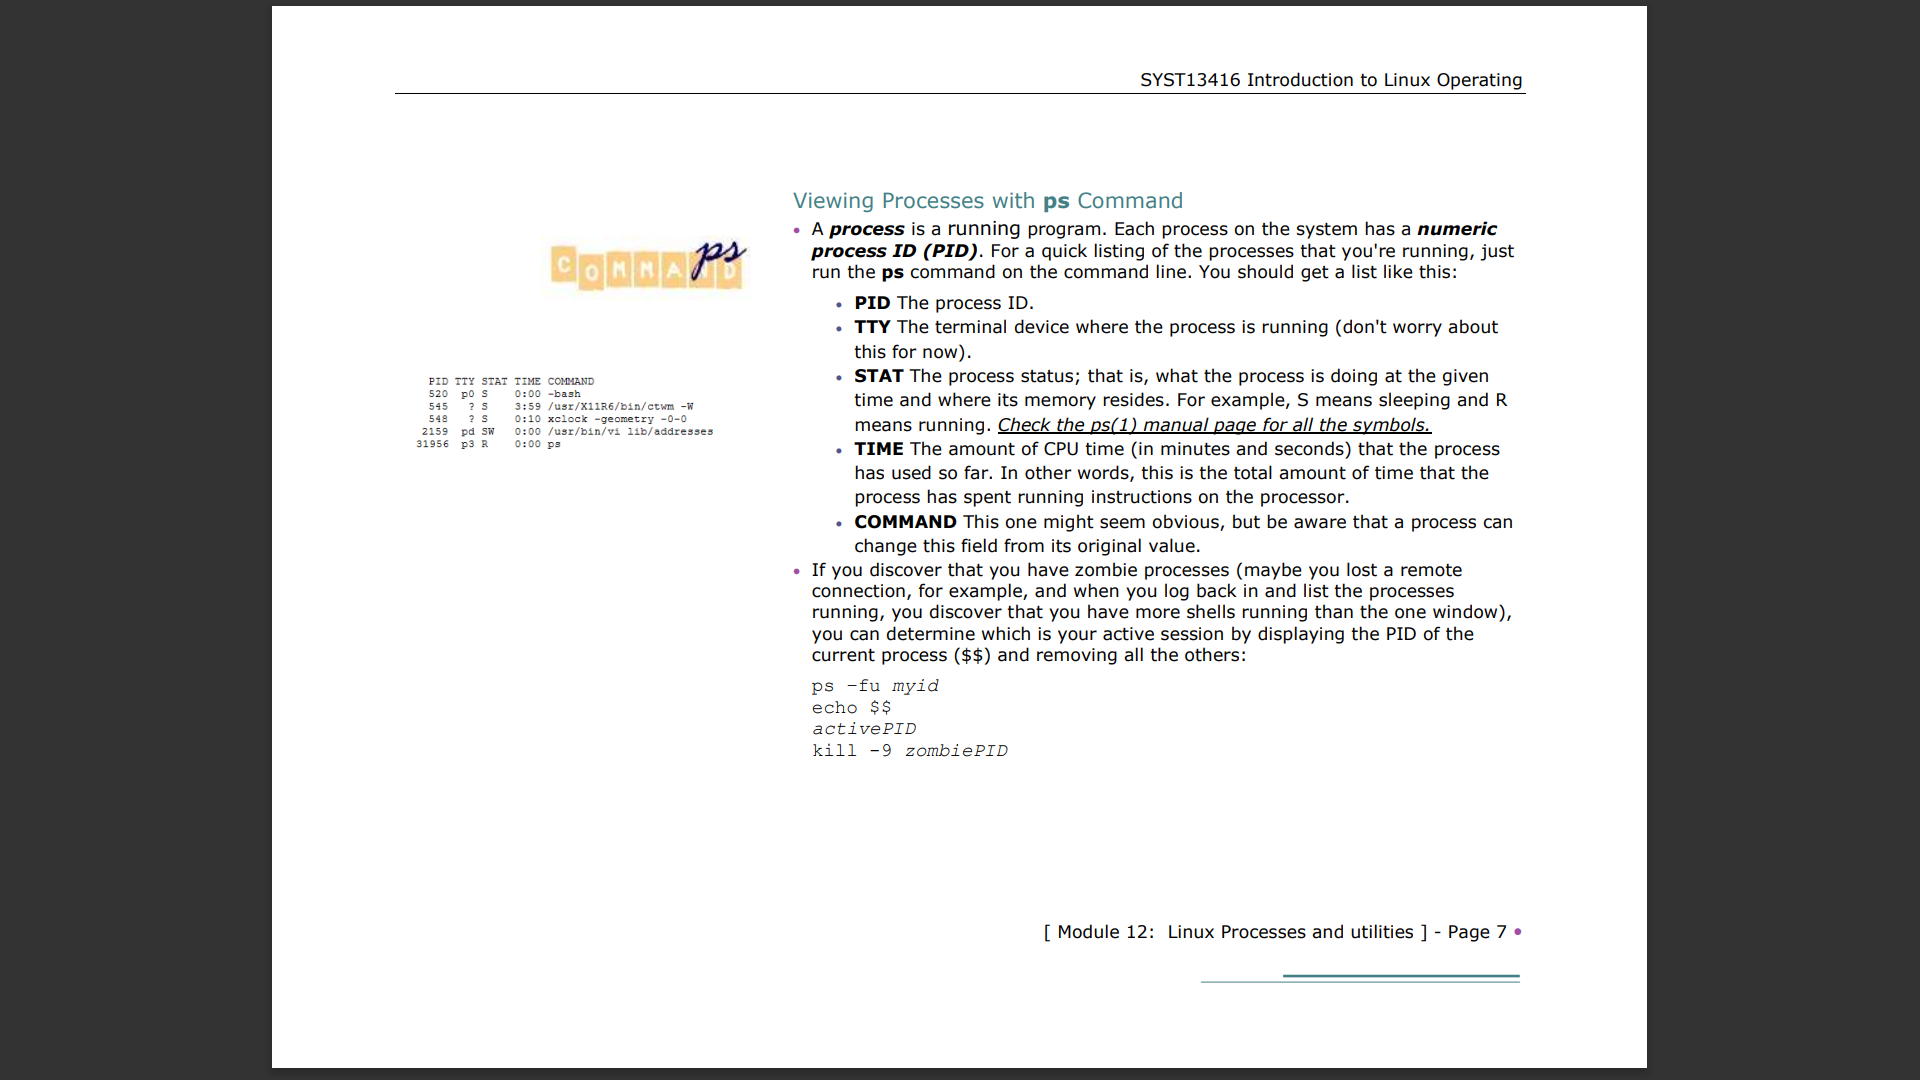 SYST13416 Introduction to Linux Operating
COMMAND ps
PID TTY STAT TIME COMMAND
520 p0 S 0:00 -bash
545 ? S 3:59 /usr/X11R6/bin/ctwm -W
548 ? S 0:10 xclock -geometry -0-0
2159 pd SW 0:00 /usr/bin/vi lib/addresses
31956 p3 R 0:00 ps
Viewing Processes with ps Command
• A process is a running program. Each process on the system has a numeric
process ID (PID). For a quick listing of the processes that you're running, just
run the ps command on the command line. You should get a list like this:
• PID The process ID.
• TTY The terminal device where the process is running (don't worry about
this for now).
• STAT The process status; that is, what the process is doing at the given
time and where its memory resides. For example, S means sleeping and R
means running. Check the ps(1) manual page for all the symbols.
• TIME The amount of CPU time (in minutes and seconds) that the process
has used so far. In other words, this is the total amount of time that the
process has spent running instructions on the processor.
• COMMAND This one might seem obvious, but be aware that a process can
change this field from its original value.
• If you discover that you have zombie processes (maybe you lost a remote
connection, for example, and when you log back in and list the processes
running, you discover that you have more shells running than the one window),
you can determine which is your active session by displaying the PID of the
current process ($$) and removing all the others:
ps –fu myid
echo $$
activePID
kill -9 zombiePID
[ Module 12: Linux Processes and utilities ] - Page 7 •